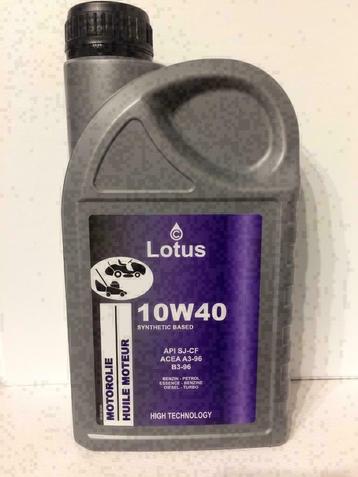 C
Lotus
10W40
SYNTHETIC BASED
API SJ-CF
ACEA A3-96
B3-96
BENZIN - PETROL
ESSENCE - BENZINE
DIESEL - TURBO
HIGH TECHNOLOGY
MOTOROLIE
HUILE MOTEUR